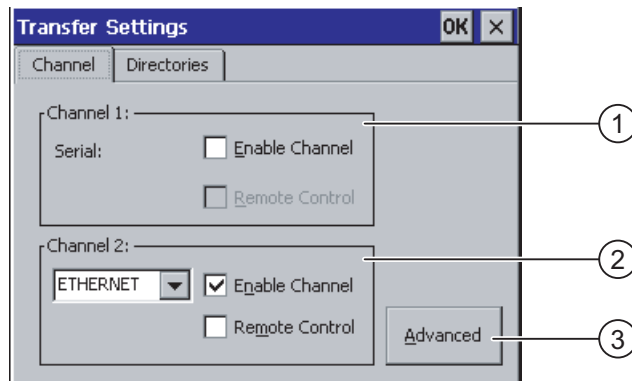 Transfer Settings OK ×
Channel Directories
Channel 1:
Serial: Enable Channel
Remote Control
Channel 2:
ETHERNET Enable Channel
Remote Control
Advanced
1
2
3